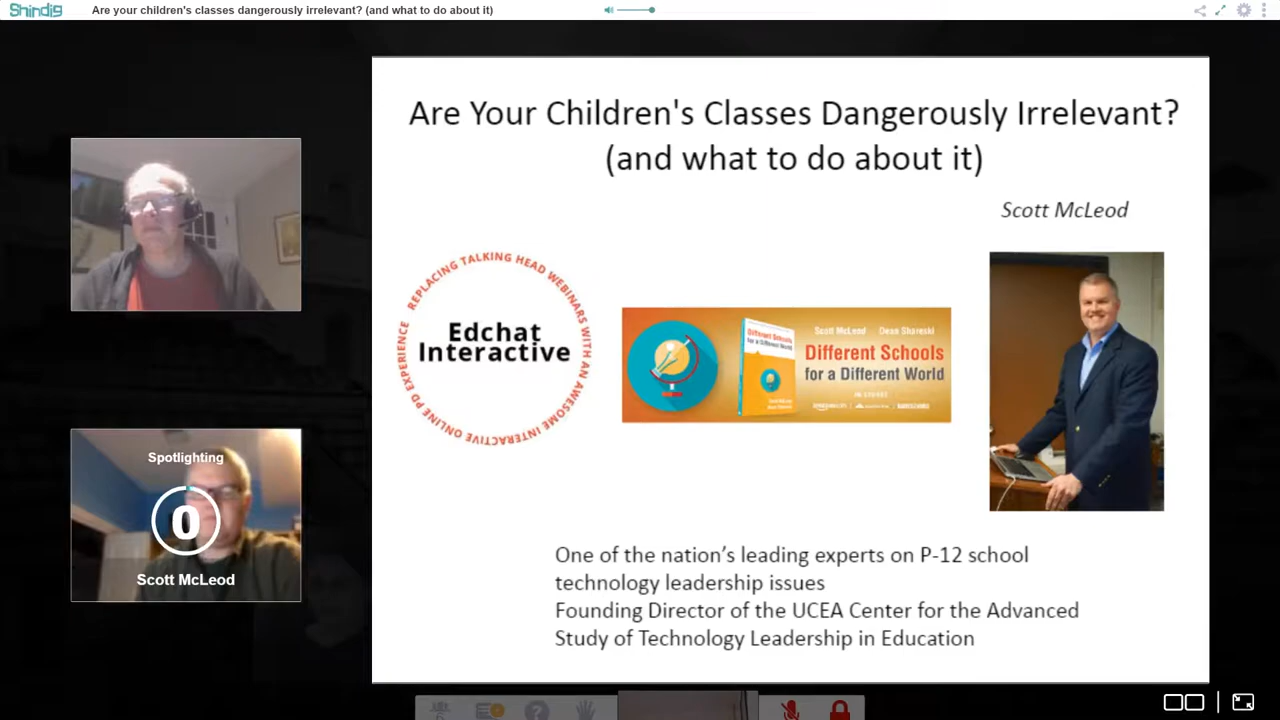 Shindig
Are your children's classes dangerously irrelevant? (and what to do about it)
Are Your Children's Classes Dangerously Irrelevant?
(and what to do about it)
Scott McLeod
REPLACING TALKING HEAD WEBINARS WITH AN AWESOME INTERACTIVE ONLINE PD EXPERIENCE
Edchat
Interactive
Different Schools
for a Different World
Scott McLeod Dean Shareski
Different Schools
for a Different World
Spotlighting
0
Scott McLeod
One of the nation’s leading experts on P-12 school
technology leadership issues
Founding Director of the UCEA Center for the Advanced
Study of Technology Leadership in Education